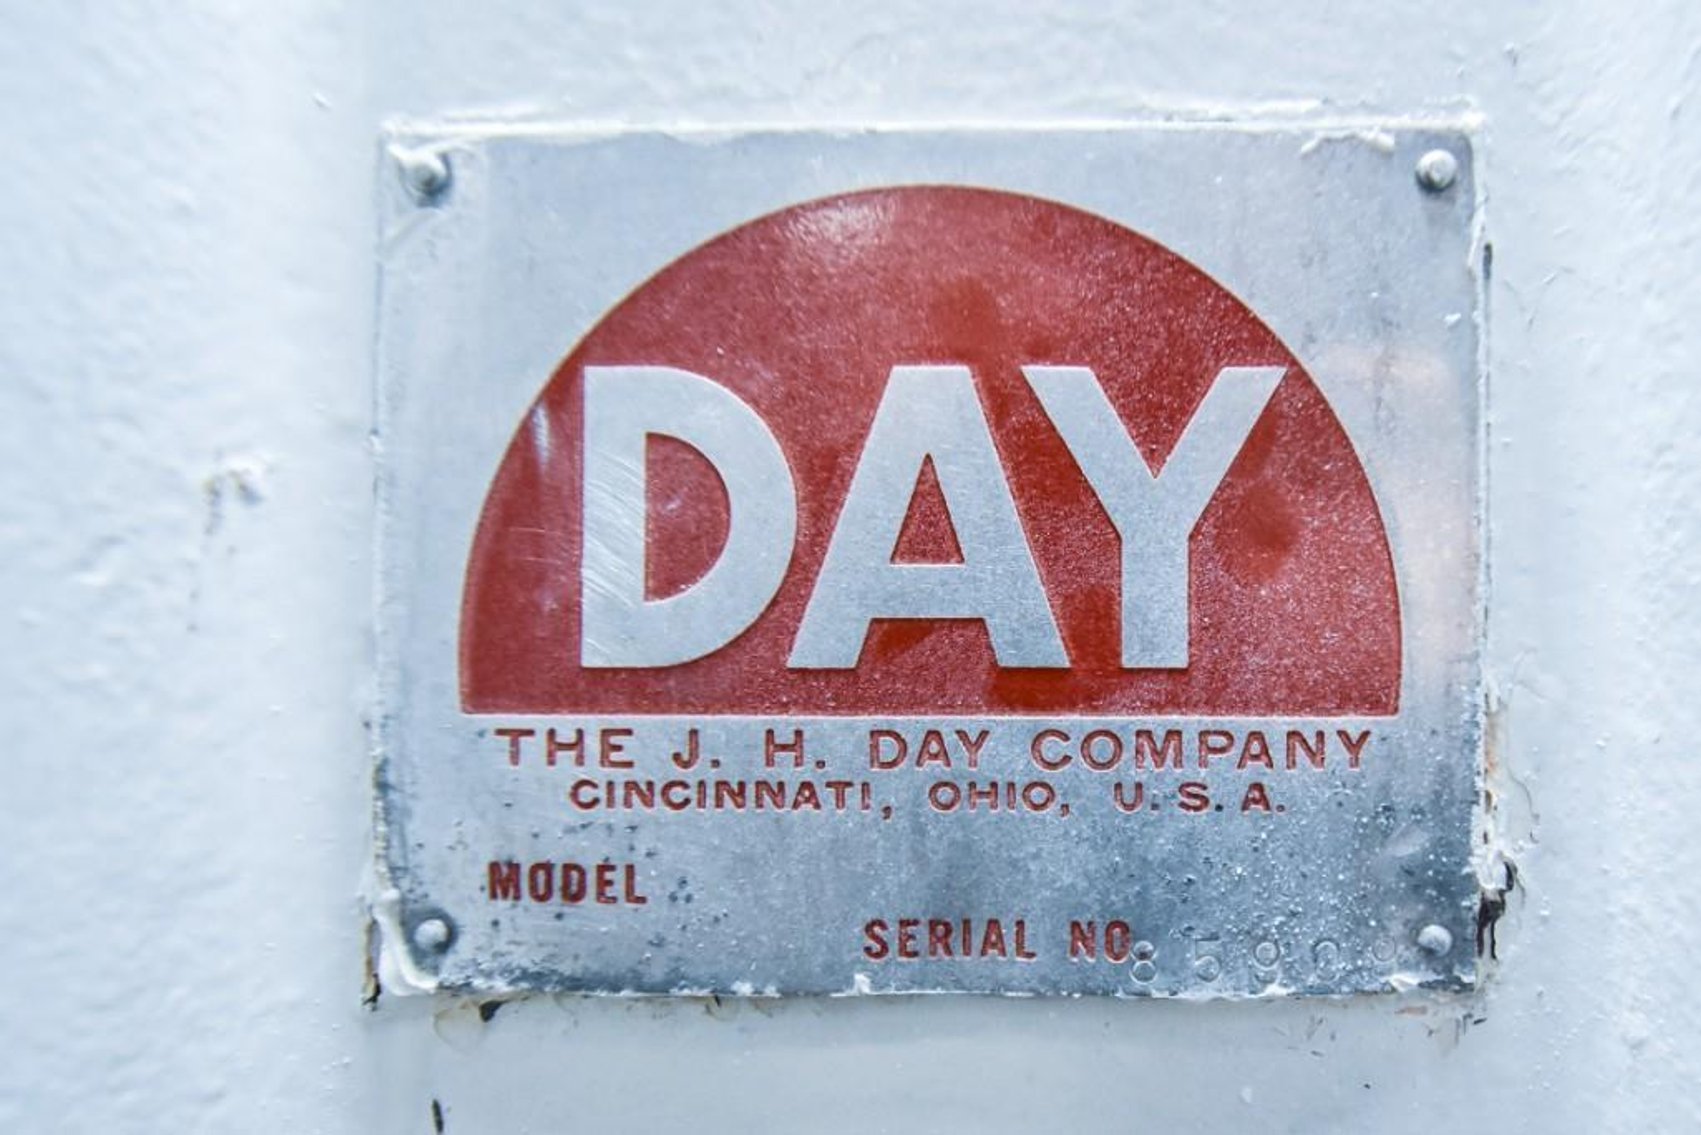 DAY
THE J. H. DAY COMPANY
CINCINNATI, OHIO, U.S.A.
MODEL
SERIAL NO.